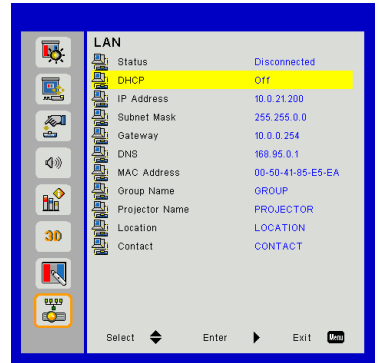 LAN
Status Disconnected
DHCP Off
IP Address 10.0.21.200
Subnet Mask 255.255.0.0
Gateway 10.0.0.254
DNS 168.95.0.1
MAC Address 00-50-41-85-E5-EA
Group Name GROUP
Projector Name PROJECTOR
Location LOCATION
Contact CONTACT
3D
Select Enter Exit Menu